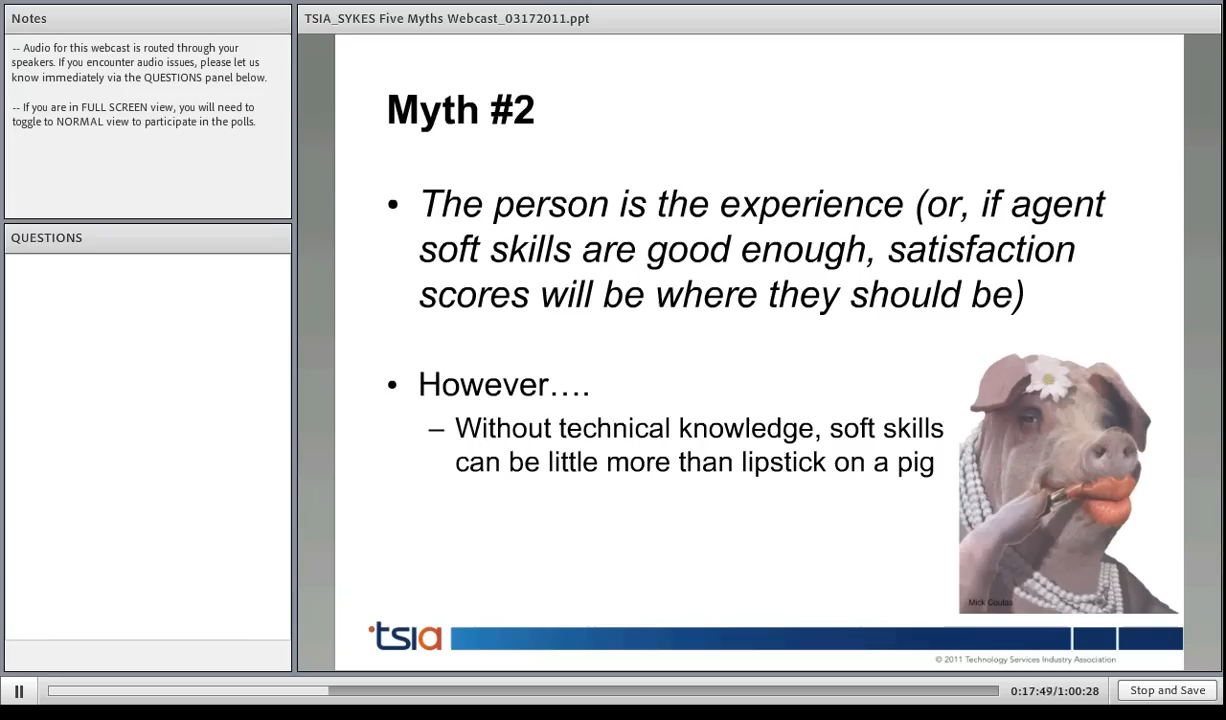 Notes
-- Audio for this webcast is routed through your
speakers. If you encounter audio issues, please let us
know immediately via the QUESTIONS panel below.
-- If you are in FULL SCREEN view, you will need to
toggle to NORMAL view to participate in the polls.
QUESTIONS
TSIA_SYKES Five Myths Webcast_03172011.ppt
Myth #2
• The person is the experience (or, if agent
soft skills are good enough, satisfaction
scores will be where they should be)
• However….
– Without technical knowledge, soft skills
can be little more than lipstick on a pig
Mick Coulas
tsia
© 2011 Technology Services Industry Association
0:17:49/1:00:28
Stop and Save